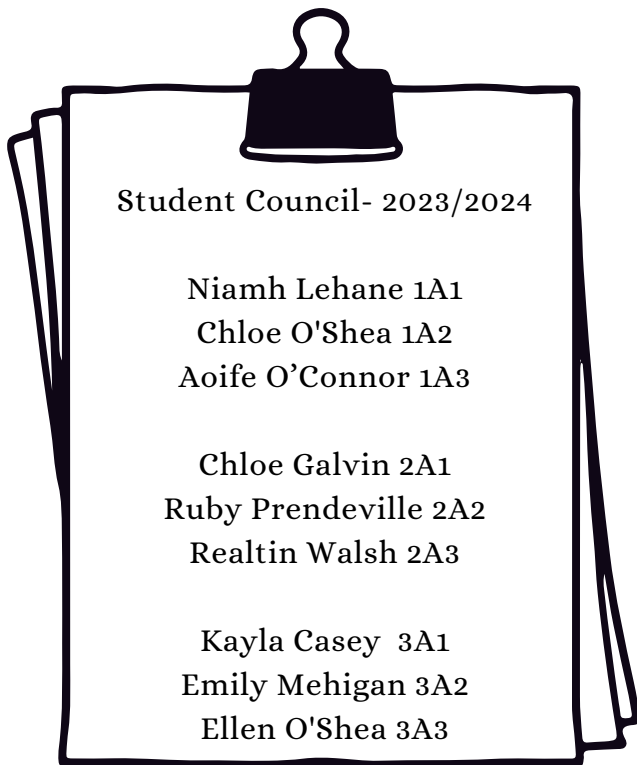 Student Council- 2023/2024
Niamh Lehane 1A1
Chloe O'Shea 1A2
Aoife O’Connor 1A3
Chloe Galvin 2A1
Ruby Prendeville 2A2
Realtin Walsh 2A3
Kayla Casey  3A1
Emily Mehigan 3A2
Ellen O'Shea 3A3